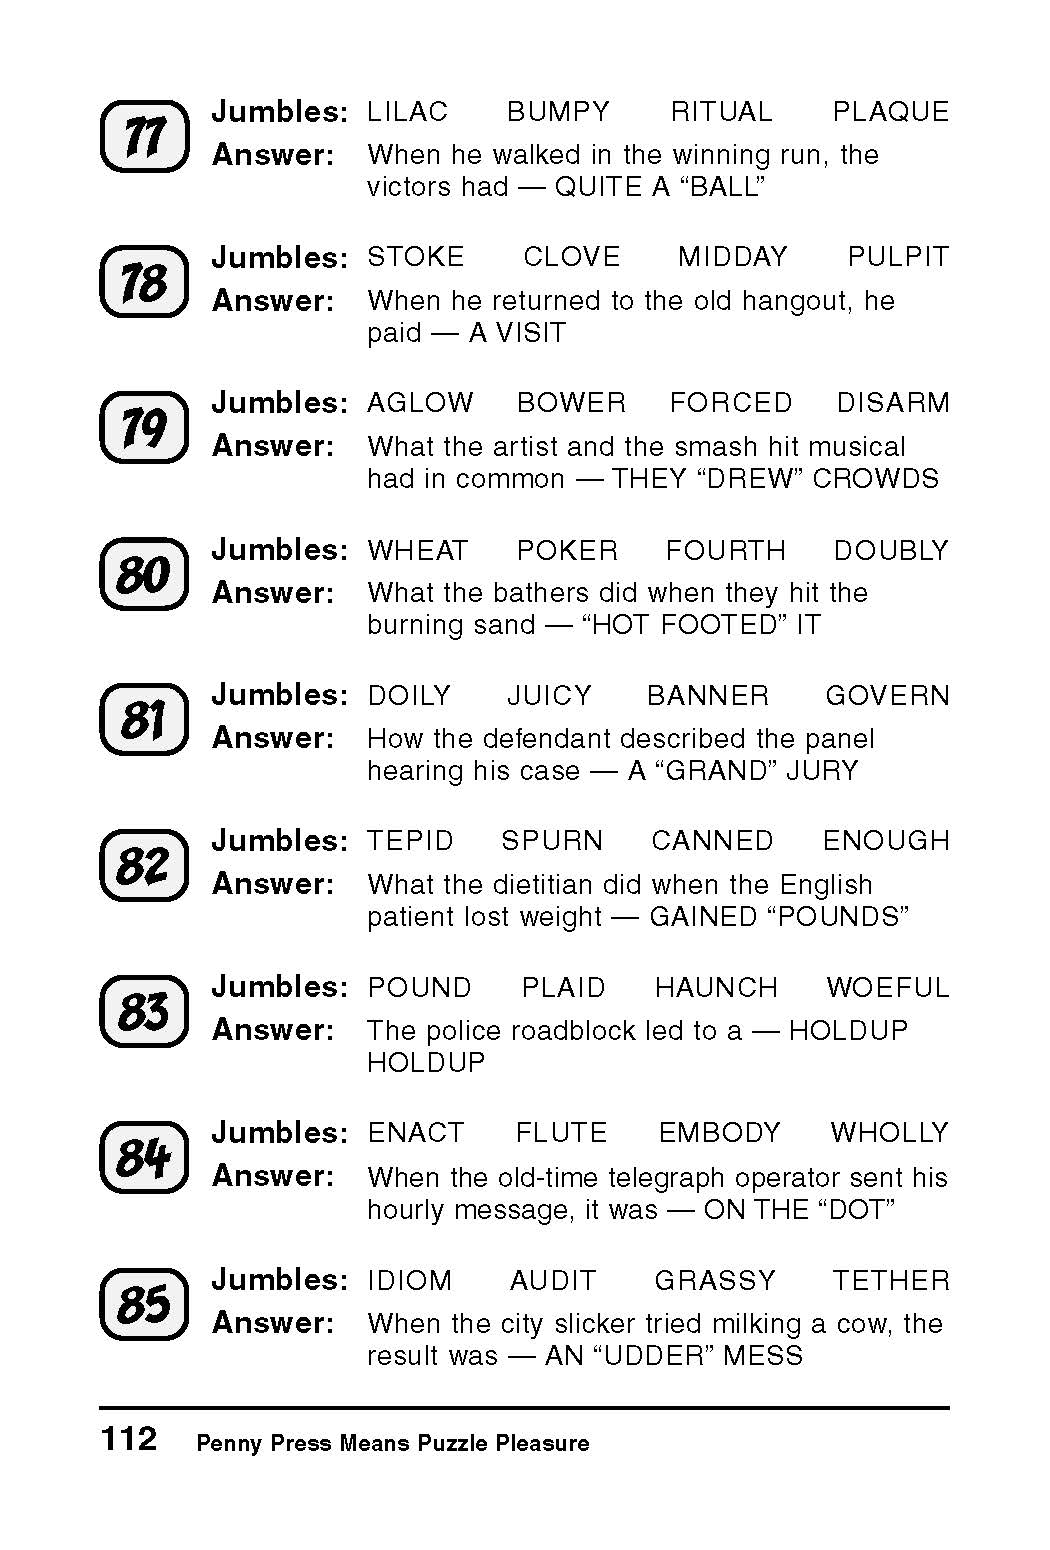 77
Jumbles: LILAC BUMPY RITUAL PLAQUE
Answer: When he walked in the winning run, the
victors had — QUITE A “BALL”
78
Jumbles: STOKE CLOVE MIDDAY PULPIT
Answer: When he returned to the old hangout, he
paid — A VISIT
79
Jumbles: AGLOW BOWER FORCED DISARM
Answer: What the artist and the smash hit musical
had in common — THEY “DREW” CROWDS
80
Jumbles: WHEAT POKER FOURTH DOUBLY
Answer: What the bathers did when they hit the
burning sand — “HOT FOOTED” IT
81
Jumbles: DOILY JUICY BANNER GOVERN
Answer: How the defendant described the panel
hearing his case — A “GRAND” JURY
82
Jumbles: TEPID SPURN CANNED ENOUGH
Answer: What the dietitian did when the English
patient lost weight — GAINED “POUNDS”
83
Jumbles: POUND PLAID HAUNCH WOEFUL
Answer: The police roadblock led to a — HOLDUP
HOLDUP
84
Jumbles: ENACT FLUTE EMBODY WHOLLY
Answer: When the old-time telegraph operator sent his
hourly message, it was — ON THE “DOT”
85
Jumbles: IDIOM AUDIT GRASSY TETHER
Answer: When the city slicker tried milking a cow, the
result was — AN “UDDER” MESS
112 Penny Press Means Puzzle Pleasure